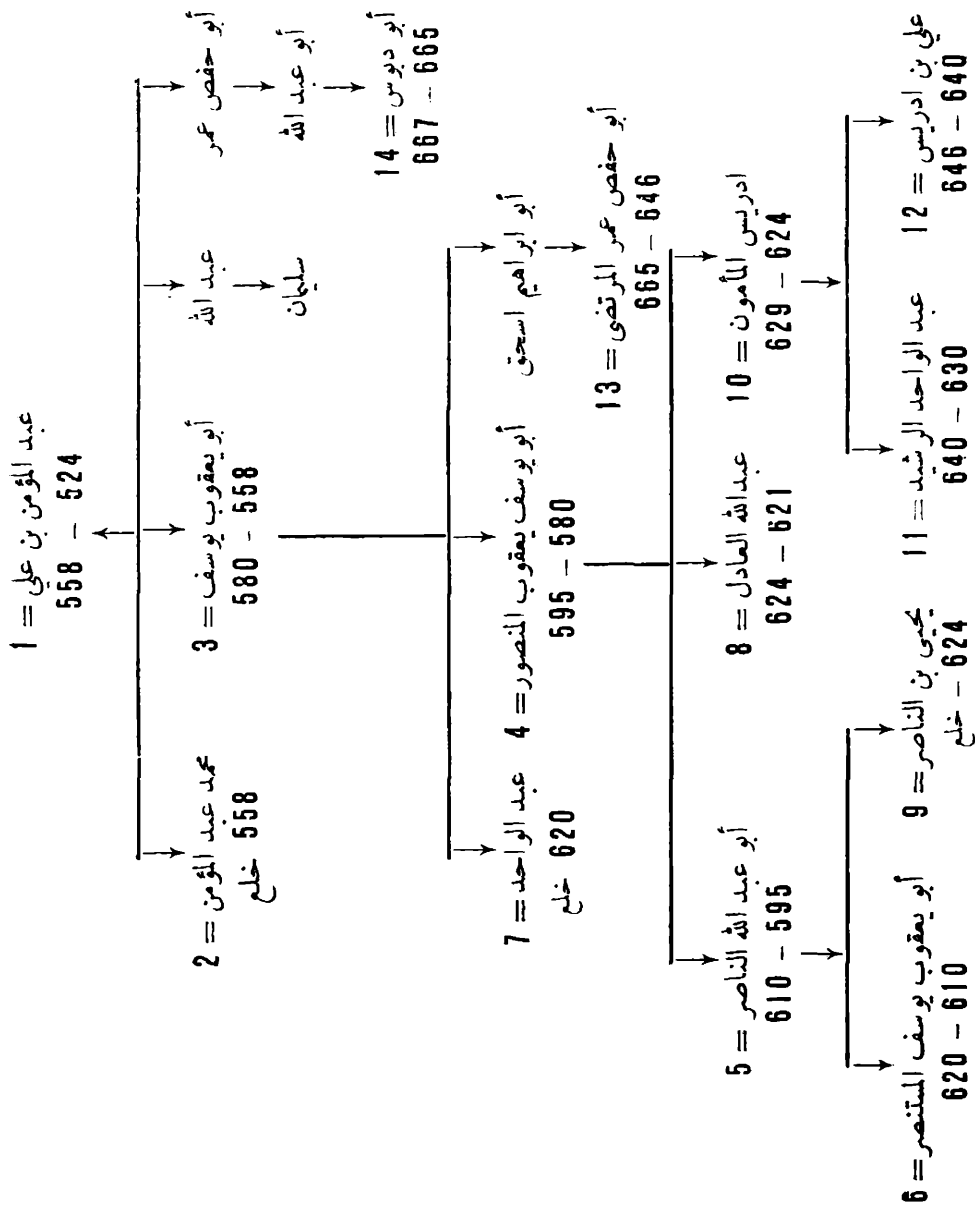 1 = عبد المؤمن بن علي
558 – 524
2 = محمد عبد المؤمن
خلع 558
3 = أبو يعقوب يوسف
580 – 558
عبد الله
أبو حفص عمر
سليمان
أبو عبد الله
14 = أبو دبوس
667 – 665
7 = عبد الواحد
خلع 620
4 = أبو يوسف يعقوب المنصور
595 – 580
أبو ابراهيم اسحق
13 = أبو حفص عمر المرتضى
665 – 646
5 = أبو عبد الله الناصر
610 – 595
8 = عبدالله العادل
624 – 621
10 = ادريس المأمون
629 – 624
6 = أبو يعقوب يوسف المستنصر
620 – 610
9 = يحيى بن الناصر
خلع – 624
11 = عبد الواحد الرشيد
640 – 630
12 = علي بن ادريس
646 – 640